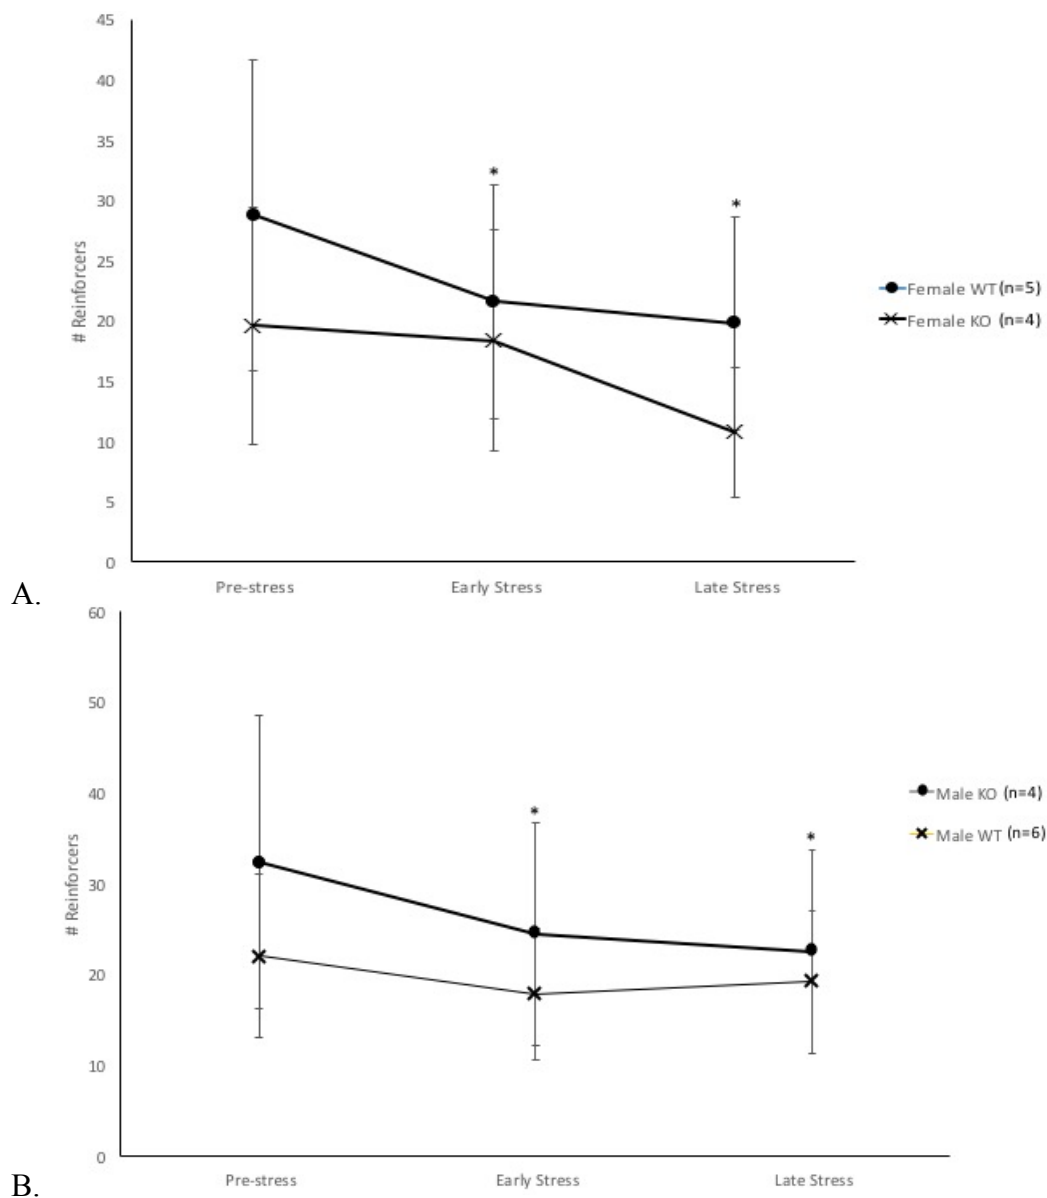 45
40
35
30
25
20
15
10
5
0
# Reinforcers
*
*
Female WT (n=5)
Female KO (n=4)
Pre-stress Early Stress Late Stress
A.
60
50
40
30
20
10
0
# Reinforcers
*
*
Male KO (n=4)
Male WT (n=6)
Pre-stress Early Stress Late Stress
B.